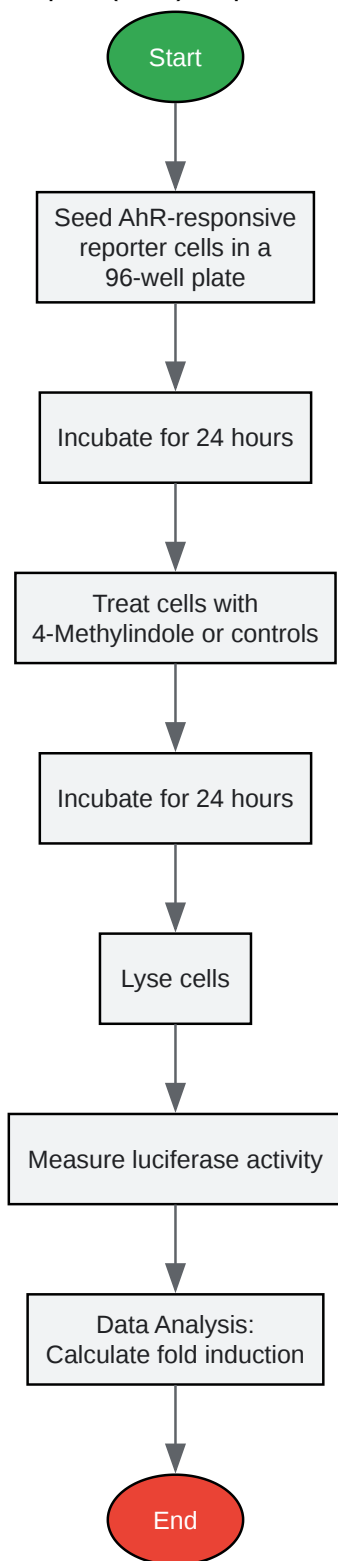 Start
Seed AhR-responsive
reporter cells in a
96-well plate
Incubate for 24 hours
Treat cells with
4-Methylindole or controls
Incubate for 24 hours
Lyse cells
Measure luciferase activity
Data Analysis:
Calculate fold induction
End